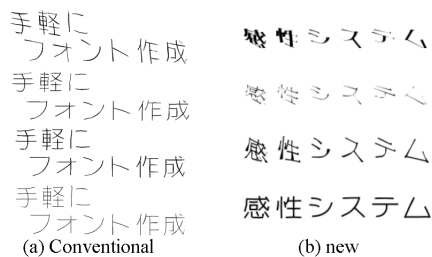 手軽に
フォント作成
手軽に
フォント作成
手軽に
フォント作成
手軽に
フォント作成
(a) Conventional
感性システム
感性システム
感性システム
感性システム
(b) new